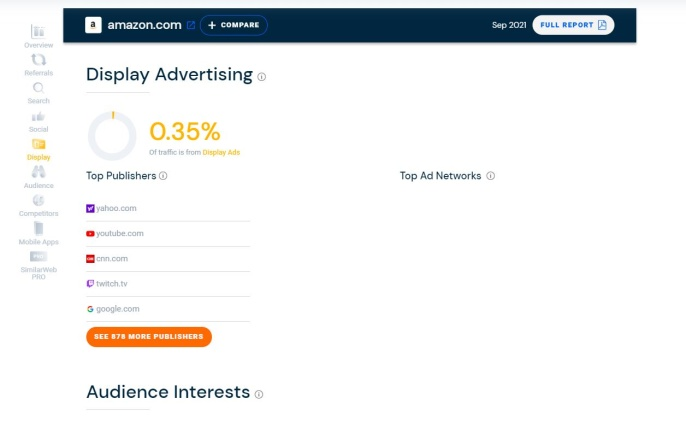 amazon.com
+ COMPARE
Sep 2021
FULL REPORT
Overview
Referrals
Search
Social
Display
Audience
Competitors
Mobile Apps
PRO
SimilarWeb
PRO
Display Advertising
0.35%
Of traffic is from Display Ads
Top Publishers
yahoo.com
youtube.com
cnn.com
twitch.tv
google.com
SEE 878 MORE PUBLISHERS
Top Ad Networks
Audience Interests